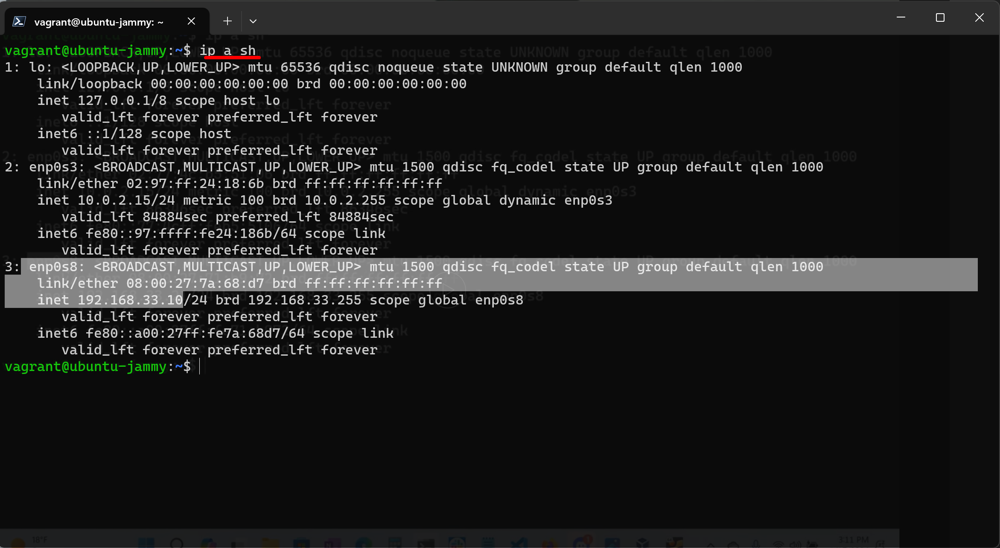 vagrant@ubuntu-jammy: ~
vagrant@ubuntu-jammy:~$ ip a sh
1: lo: <LOOPBACK,UP,LOWER_UP> mtu 65536 qdisc noqueue state UNKNOWN group default qlen 1000
    link/loopback 00:00:00:00:00:00 brd 00:00:00:00:00:00
    inet 127.0.0.1/8 scope host lo
       valid_lft forever preferred_lft forever
    inet6 ::1/128 scope host
       valid_lft forever preferred_lft forever
2: enp0s3: <BROADCAST,MULTICAST,UP,LOWER_UP> mtu 1500 qdisc fq_codel state UP group default qlen 1000
    link/ether 02:97:ff:24:18:6b brd ff:ff:ff:ff:ff:ff
    inet 10.0.2.15/24 metric 100 brd 10.0.2.255 scope global dynamic enp0s3
       valid_lft 84884sec preferred_lft 84884sec
    inet6 fe80::97:ffff:fe24:186b/64 scope link
       valid_lft forever preferred_lft forever
3: enp0s8: <BROADCAST,MULTICAST,UP,LOWER_UP> mtu 1500 qdisc fq_codel state UP group default qlen 1000
    link/ether 08:00:27:7a:68:d7 brd ff:ff:ff:ff:ff:ff
    inet 192.168.33.10/24 brd 192.168.33.255 scope global enp0s8
       valid_lft forever preferred_lft forever
    inet6 fe80::a00:27ff:fe7a:68d7/64 scope link
       valid_lft forever preferred_lft forever
vagrant@ubuntu-jammy:~$
18°F
3:11 PM